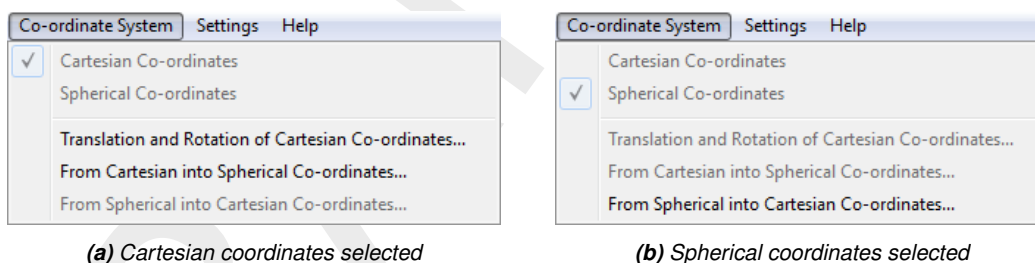 Co-ordinate System Settings Help
Cartesian Co-ordinates
Spherical Co-ordinates
Translation and Rotation of Cartesian Co-ordinates...
From Cartesian into Spherical Co-ordinates...
From Spherical into Cartesian Co-ordinates...
(a) Cartesian coordinates selected
Co-ordinate System Settings Help
Cartesian Co-ordinates
Spherical Co-ordinates
Translation and Rotation of Cartesian Co-ordinates...
From Cartesian into Spherical Co-ordinates...
From Spherical into Cartesian Co-ordinates...
(b) Spherical coordinates selected